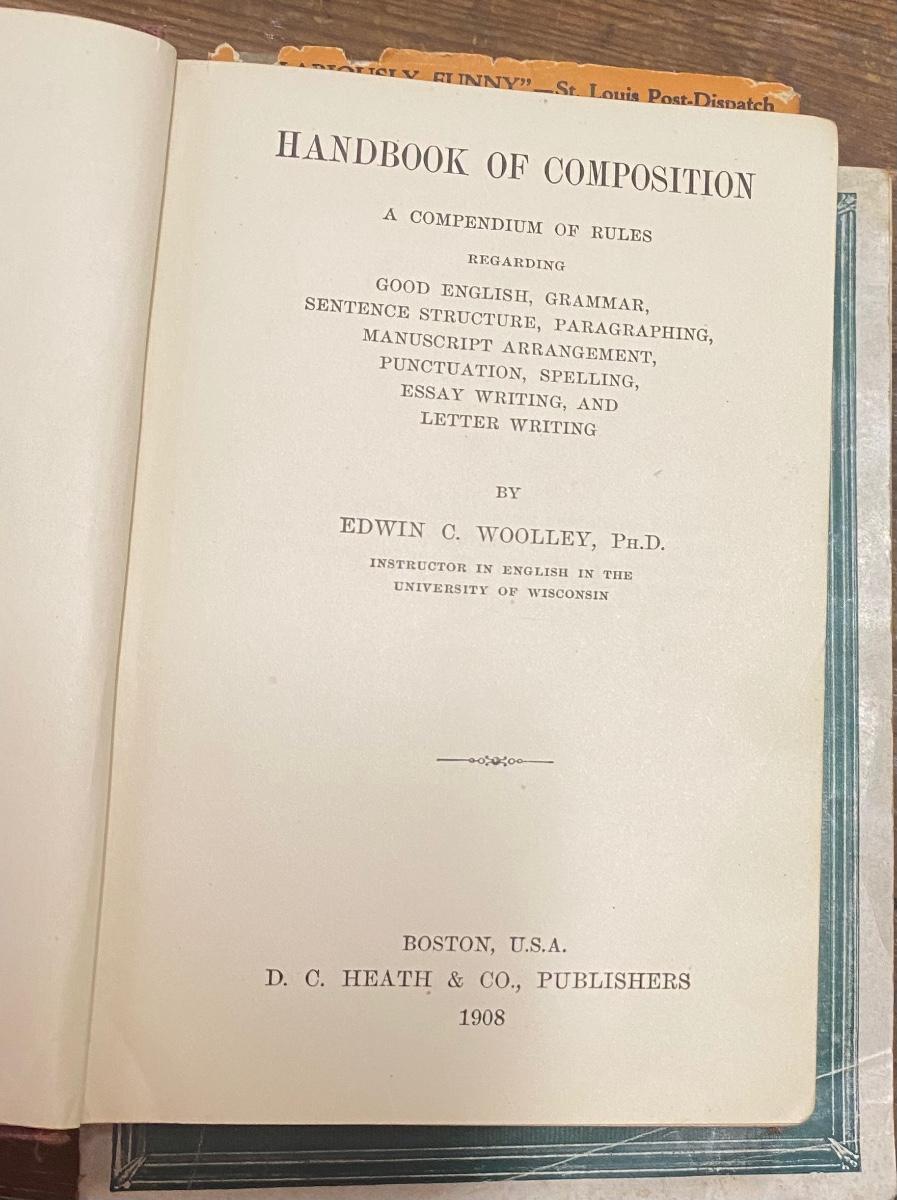 FUNNY"—St. Louis Post-Dispatch
HANDBOOK OF COMPOSITION
A COMPENDIUM OF RULES
REGARDING
GOOD ENGLISH, GRAMMAR,
SENTENCE STRUCTURE, PARAGRAPHING,
MANUSCRIPT ARRANGEMENT,
PUNCTUATION, SPELLING,
ESSAY WRITING, AND
LETTER WRITING
BY
EDWIN C. WOOLLEY, PH.D.
INSTRUCTOR IN ENGLISH IN THE
UNIVERSITY OF WISCONSIN
BOSTON, U.S.A.
D. C. HEATH & CO., PUBLISHERS
1908